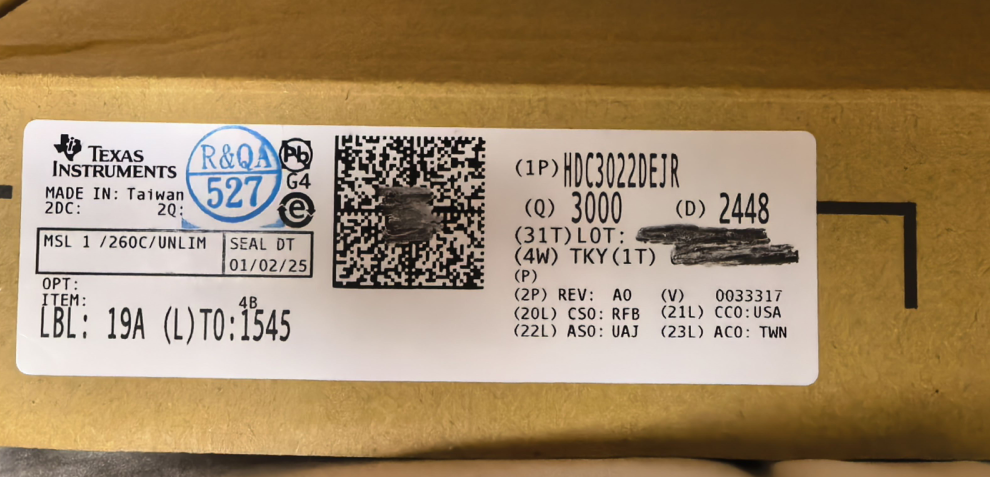 TEXAS
INSTRUMENTS
MADE IN: Taiwan
2DC: 2Q:
R&QA
527
Pb
G4
e
MSL 1 /260C/UNLIM
SEAL DT
01/02/25
OPT:
ITEM:
4B
LBL: 19A (L)TO:1545
(1P) HDC3022DEJR
(Q) 3000 (D) 2448
(31T)LOT:
(4W) TKY(1T)
(P)
(2P) REV: A0 (V) 0033317
(20L) CSO: RFB (21L) CCO:USA
(22L) ASO: UAJ (23L) ACO: TWN